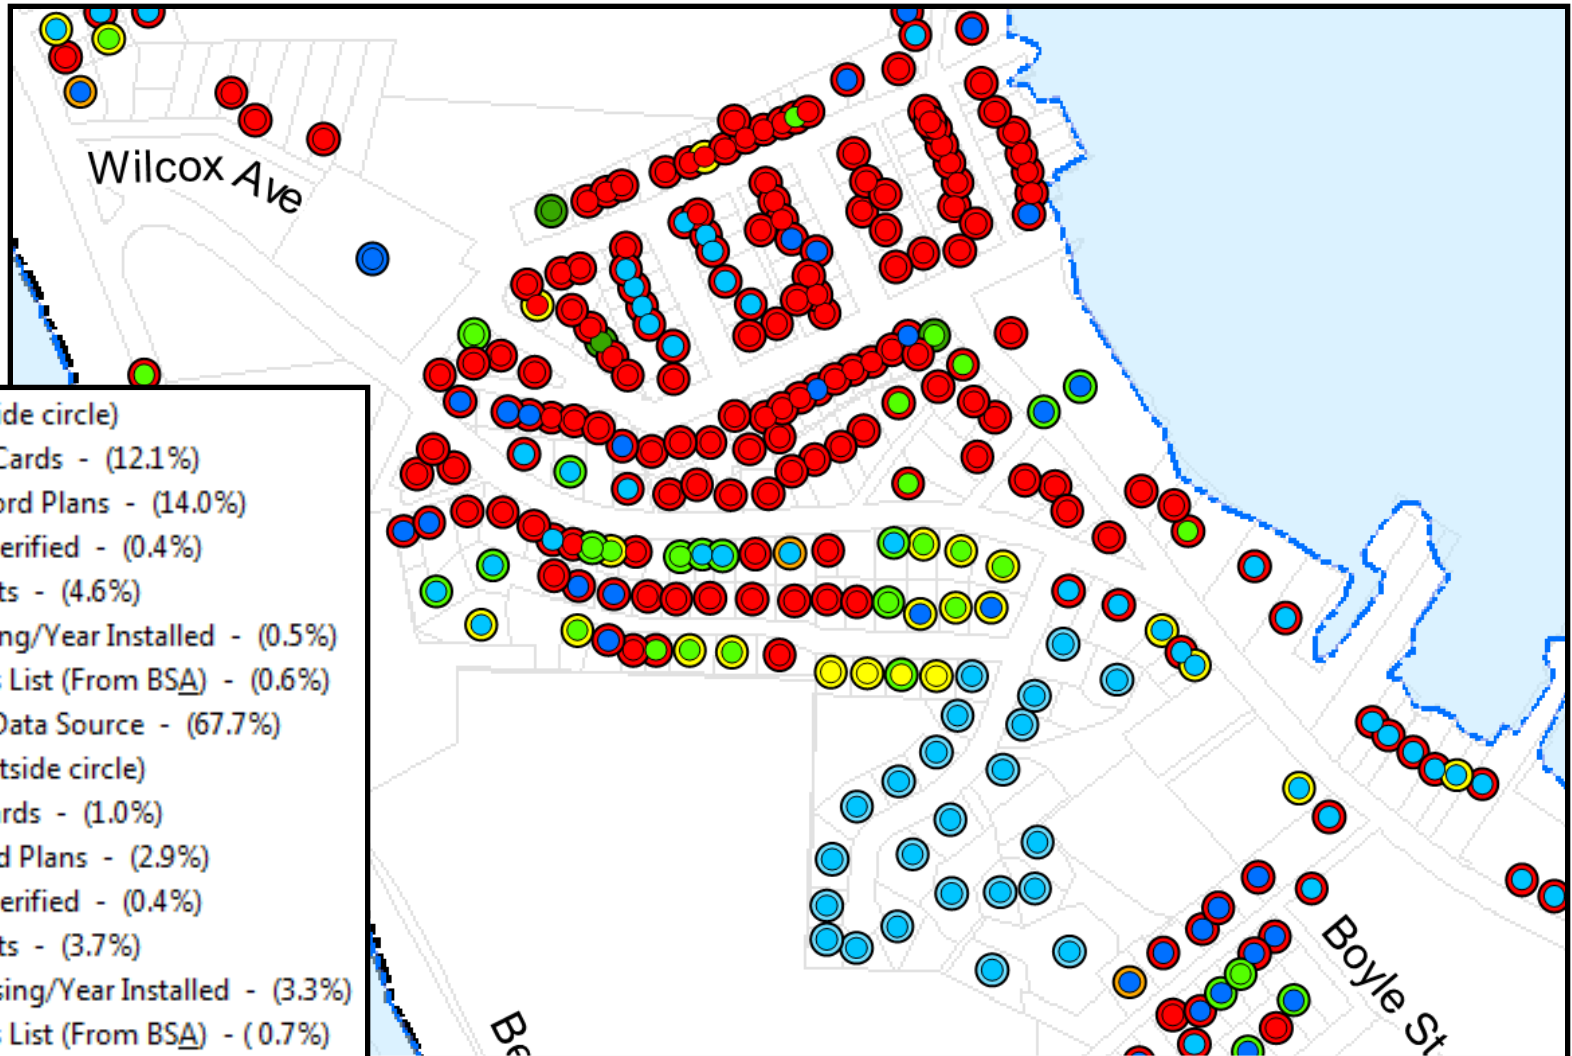 Wilcox Ave
side circle)
Cards - (12.1%)
ord Plans - (14.0%)
erified - (0.4%)
ts - (4.6%)
ng/Year Installed - (0.5%)
s List (From BSA) - (0.6%)
Data Source - (67.7%)
tside circle)
rds - (1.0%)
d Plans - (2.9%)
erified - (0.4%)
ts - (3.7%)
sing/Year Installed - (3.3%)
s List (From BSA) - ( 0.7%)
Boyle St
Be